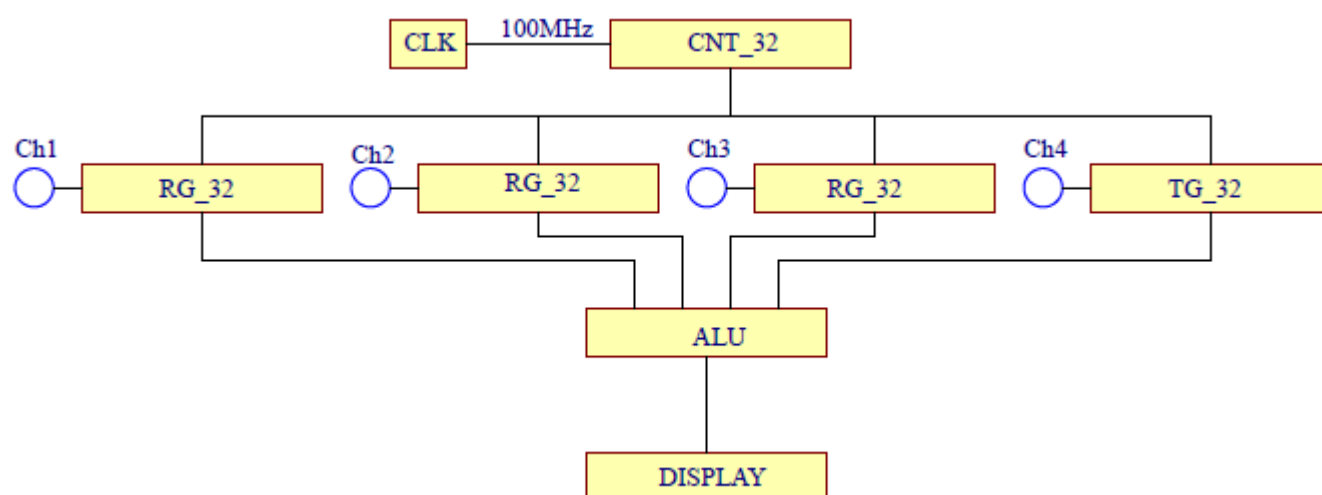 CLK
100MHz
CNT_32
Ch1
Ch2
Ch3
Ch4
RG_32
RG_32
RG_32
TG_32
ALU
DISPLAY